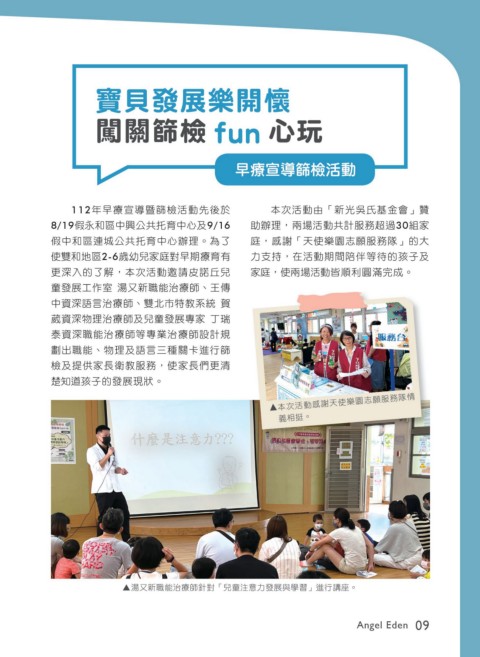 寶貝發展樂開懷
闖關篩檢 fun 心玩
早療宣導篩檢活動
112年早療宣導暨篩檢活動先後於
8/19假永和區中興公共托育中心及9/16
假中和區連城公共托育中心辦理。為了
使雙和地區2-6歲幼兒家庭對早期療育有
更深入的了解，本次活動邀請皮諾丘兒
童發展工作室 湯又新職能治療師、王傳
中資深語言治療師、雙北市特教系統 賀
葳資深物理治療師及兒童發展專家 丁瑞
泰資深職能治療師等專業治療師設計規
劃出職能、物理及語言三種關卡進行篩
檢及提供家長衛教服務，使家長們更清
楚知道孩子的發展現狀。
本次活動由「新光吳氏基金會」贊
助辦理，兩場活動共計服務超過30組家
庭，感謝「天使樂園志願服務隊」的大
力支持，在活動期間陪伴等待的孩子及
家庭，使兩場活動皆順利圓滿完成。
服務台
▲本次活動感謝天使樂園志願服務隊情
義相挺。
什麼是注意力???
▲湯又新職能治療師針對「兒童注意力發展與學習」進行講座。
Angel Eden 09